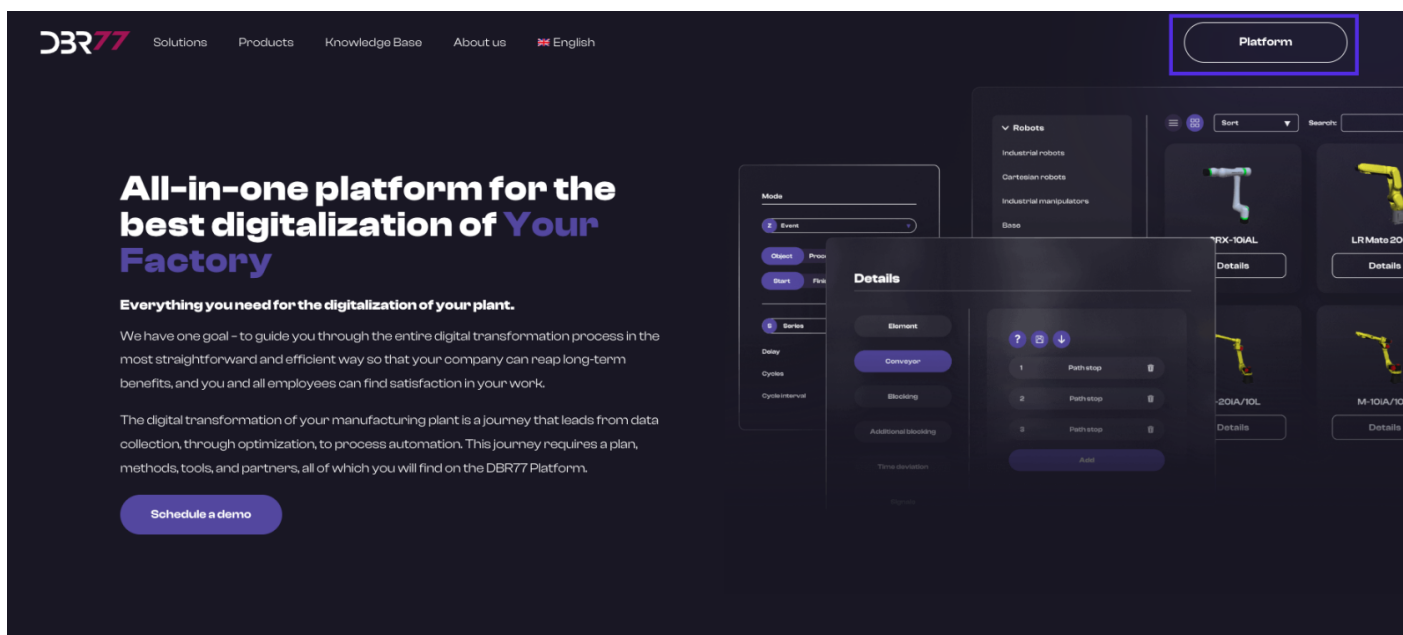 DBR77
Solutions
Products
Knowledge Base
About us
English
Platform
All-in-one platform for the
best digitalization of Your
Factory
Everything you need for the digitalization of your plant.
We have one goal – to guide you through the entire digital transformation process in the
most straightforward and efficient way so that your company can reap long-term
benefits, and you and all employees can find satisfaction in your work.
The digital transformation of your manufacturing plant is a journey that leads from data
collection, through optimization, to process automation. This journey requires a plan,
methods, tools, and partners, all of which you will find on the DBR77 Platform.
Schedule a demo
Mode
Event
Object
Start
Series
Delay
Cycles
Cycle interval
Robots
Industrial robots
Cartesian robots
Industrial manipulators
Base
Sort
Search:
Details
LR Mate 20
Details
-20iA/10L
Details
M-10iA/10
Details
Details
Element
Conveyor
Blocking
Additional blocking
Time deviation
?
1 Path stop
2 Path stop
3 Path stop
Add